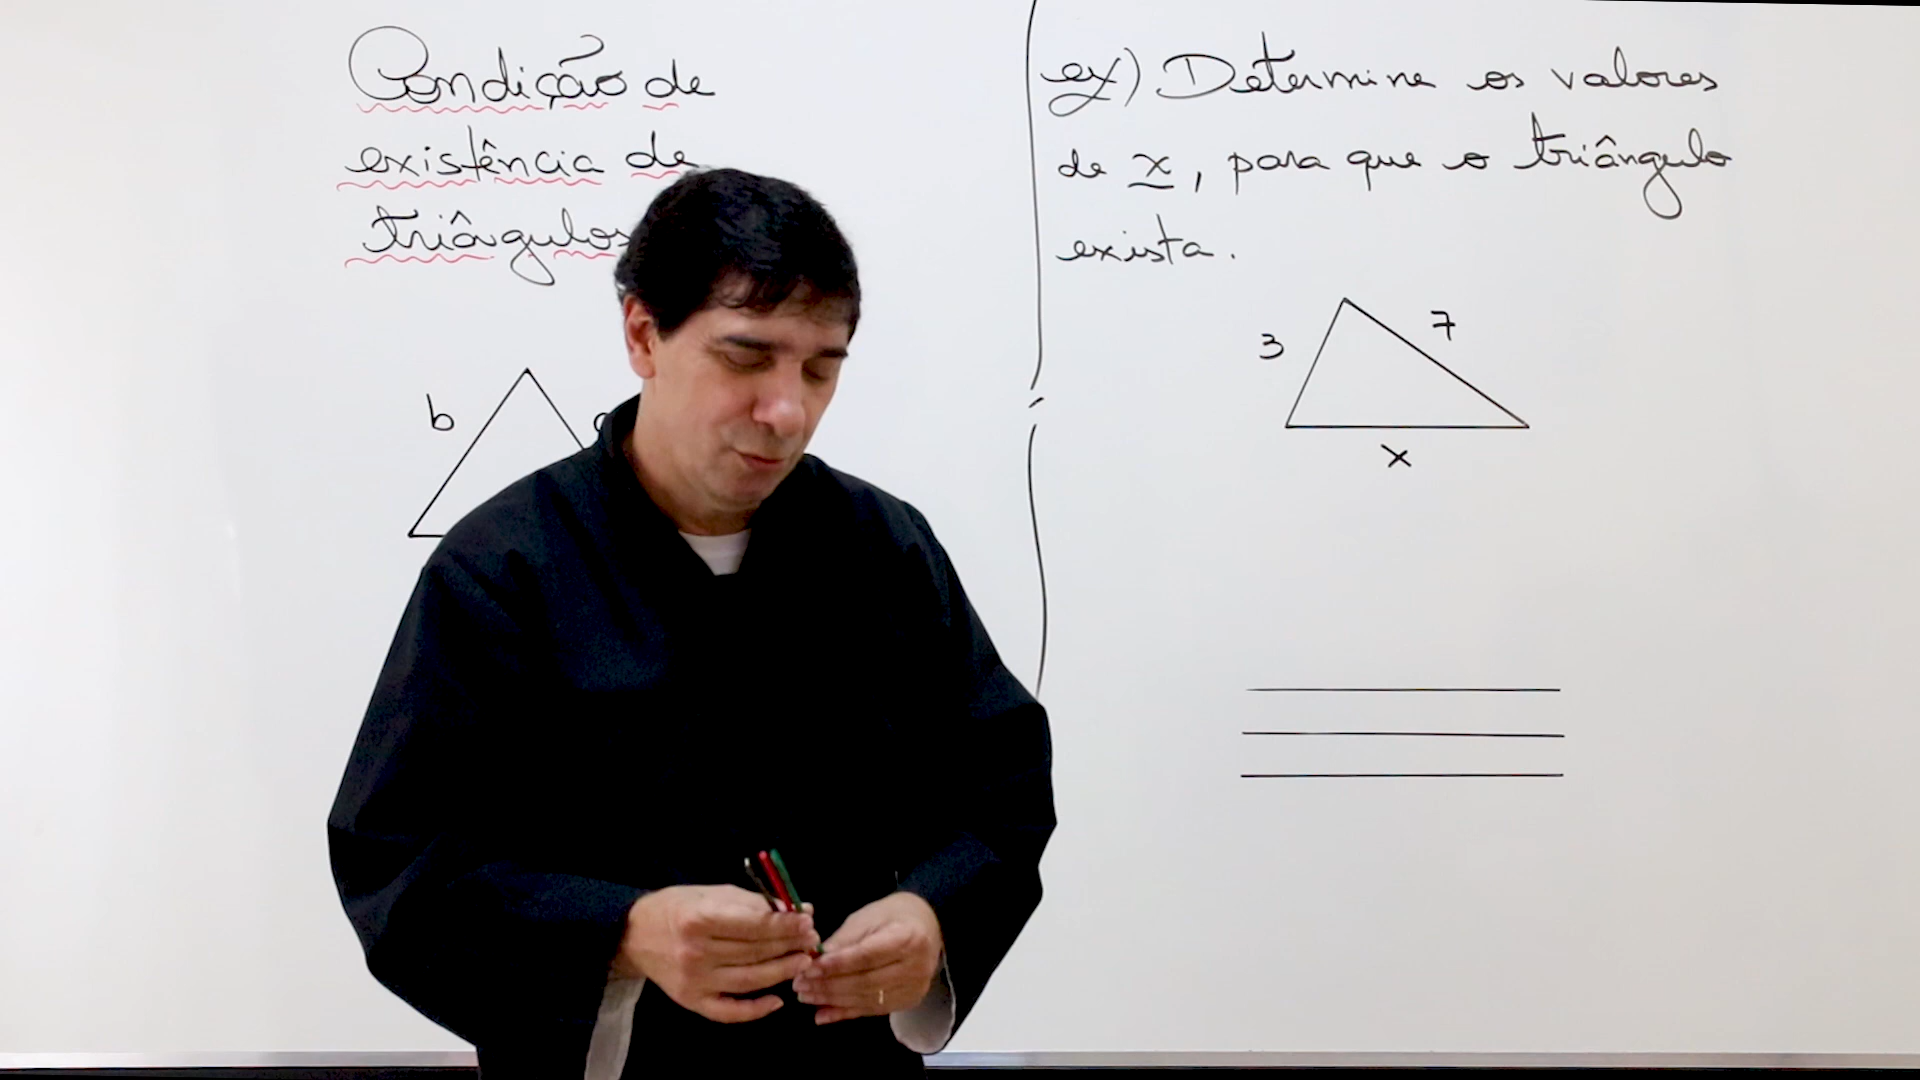 Condição de
existência de
triângulos
b
ex) Determine os valores
de x, para que o triângulo
exista.
3
7
x